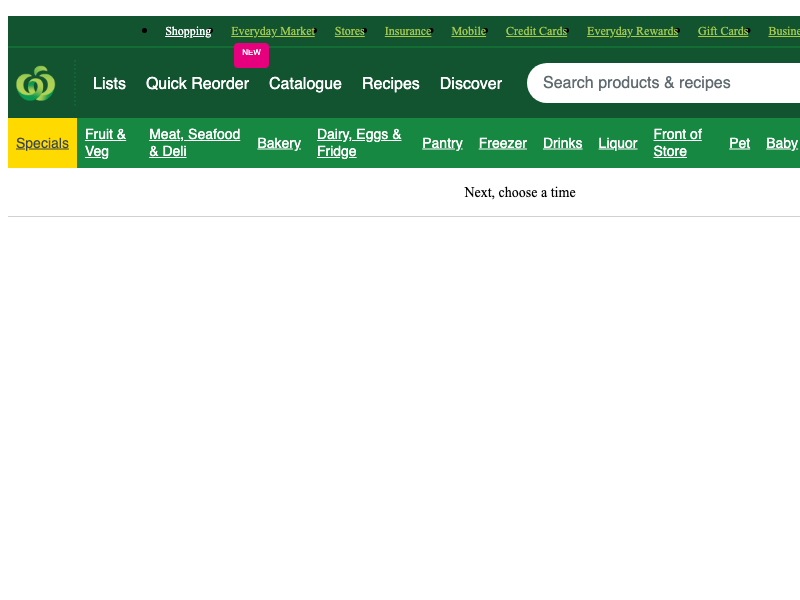 Shopping Everyday Market Stores Insurance Mobile Credit Cards Everyday Rewards Gift Cards
NEW
Lists Quick Reorder Catalogue Recipes Discover Search products & recipes
Specials Fruit & Veg Meat, Seafood & Deli Bakery Dairy, Eggs & Fridge Pantry Freezer Drinks Liquor Front of Store Pet Baby
Next, choose a time